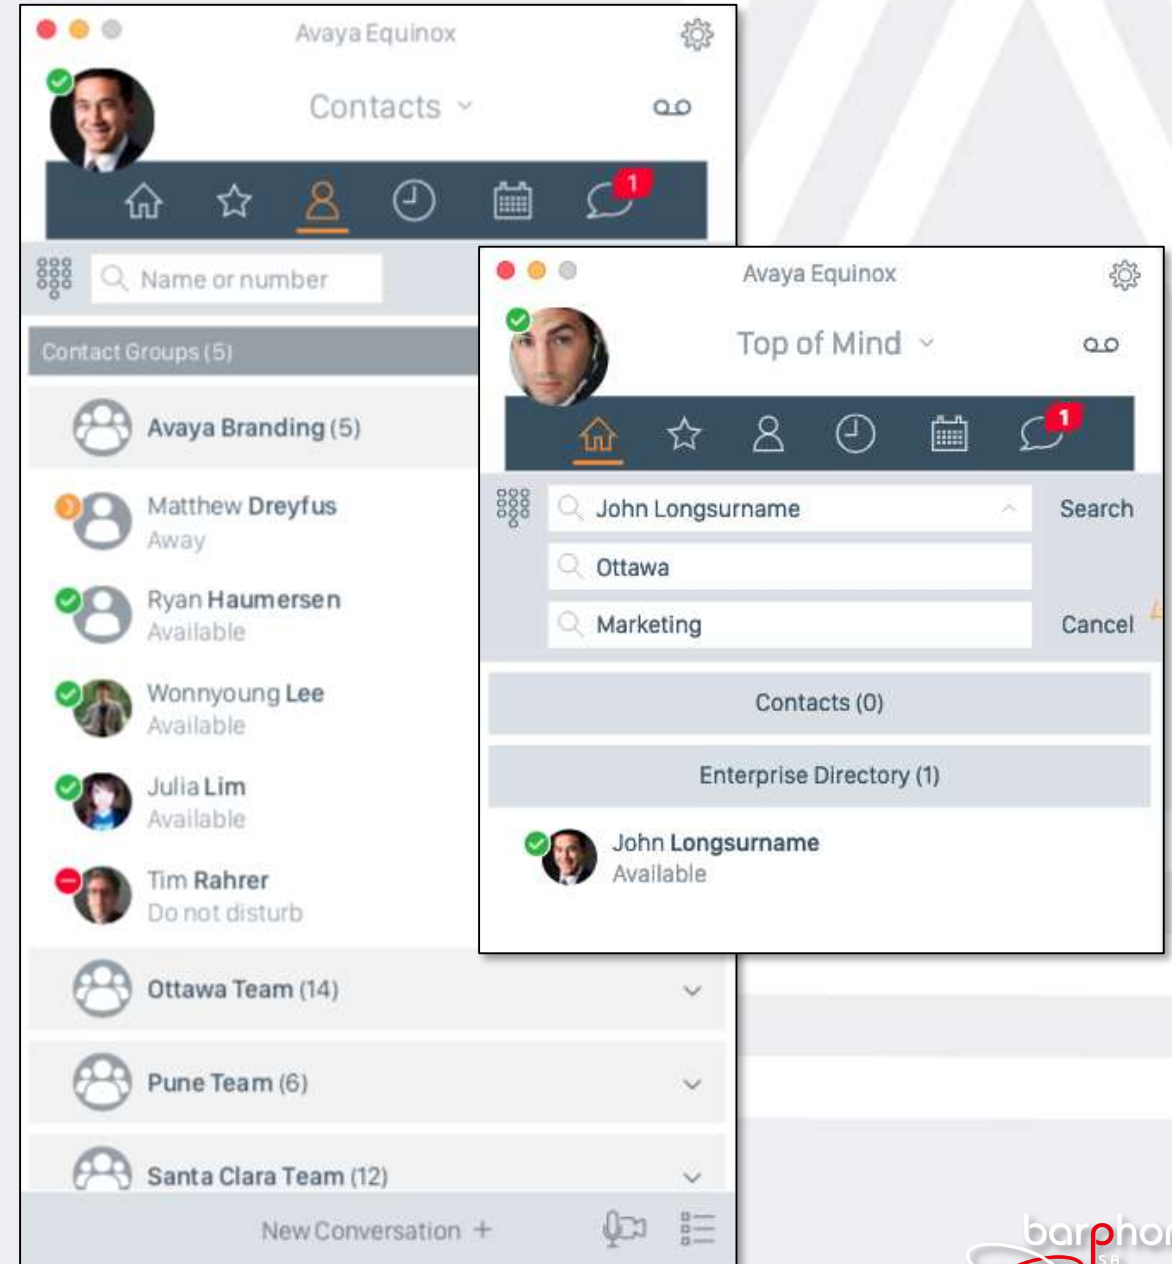 Avaya Equinox
Contacts
1
Name or number
Contact Groups (5)
Avaya Branding (5)
Matthew Dreyfus
Away
Ryan Haumersen
Available
Wonnyoung Lee
Available
Julia Lim
Available
Tim Rahrer
Do not disturb
Ottawa Team (14)
Pune Team (6)
Santa Clara Team (12)
New Conversation +
Avaya Equinox
Top of Mind
1
John Longsurname
Search
Ottawa
Marketing
Cancel
Contacts (0)
Enterprise Directory (1)
John Longsurname
Available
barphon
SA